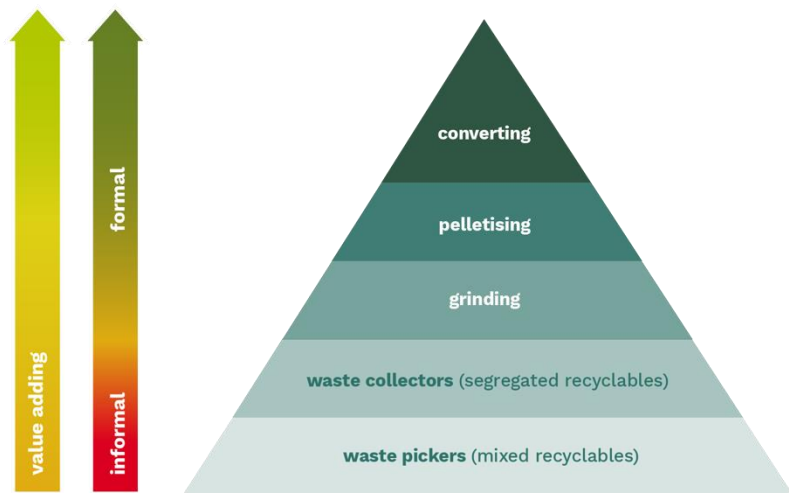 converting
formal
pelletising
grinding
value adding
informal
waste collectors (segregated recyclables)
waste pickers (mixed recyclables)